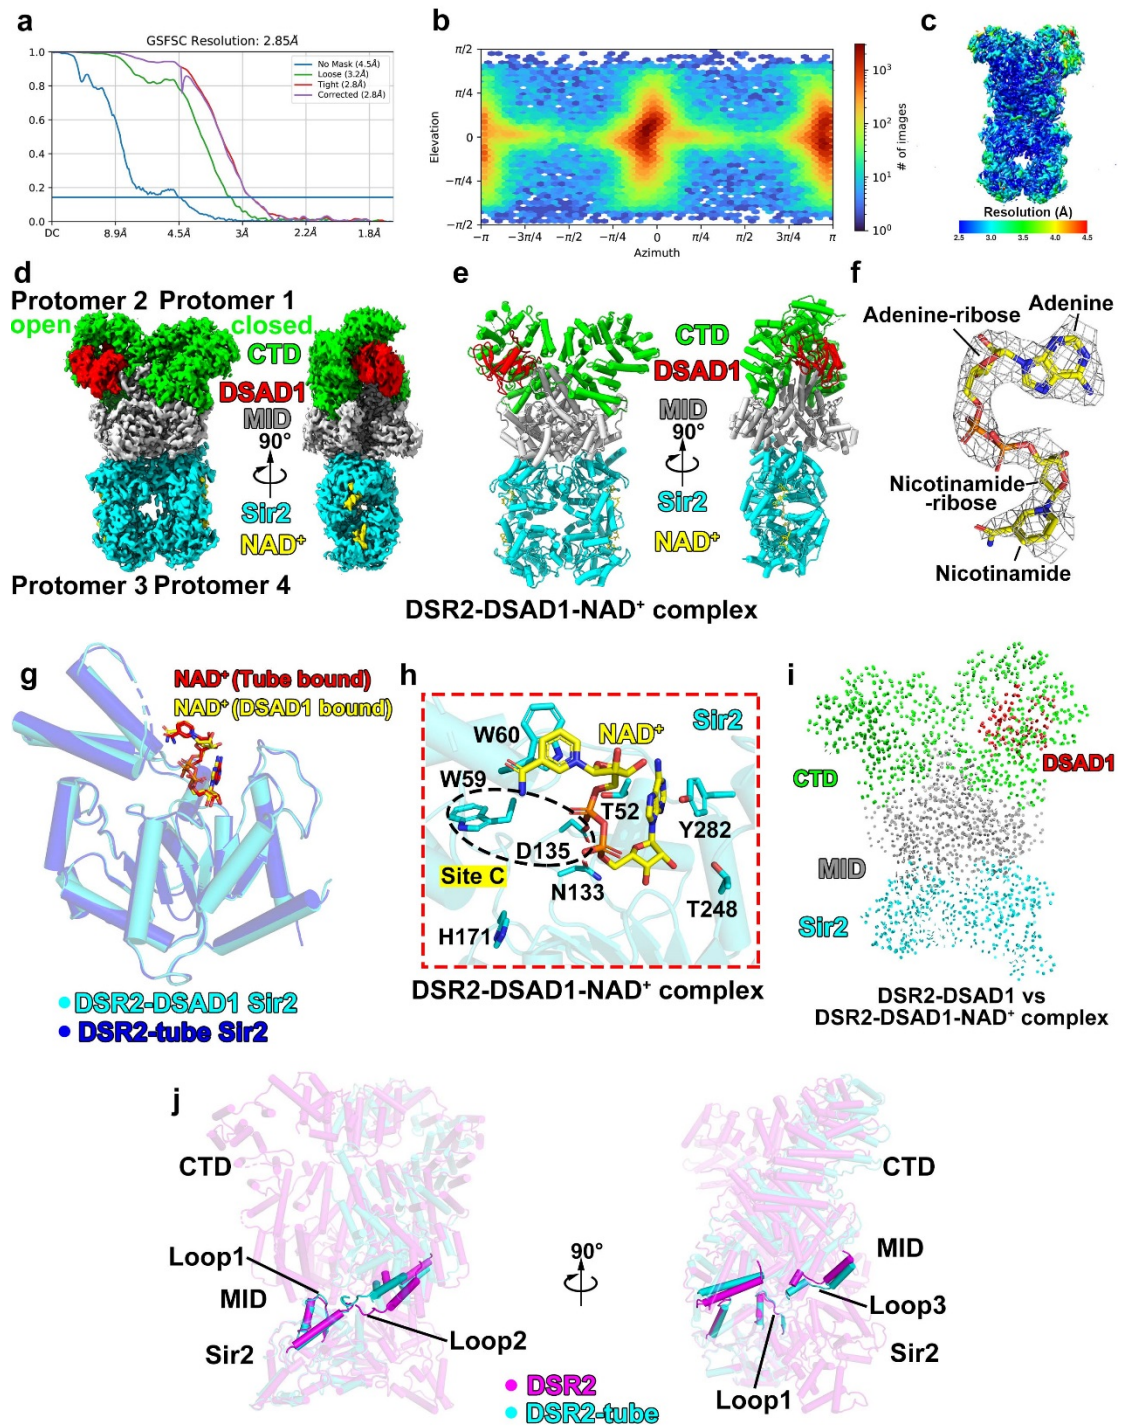 a
GSFSC Resolution: 2.85Å
1.0
0.8
0.6
0.4
0.2
0.0
No Mask (4.5Å)
Loose (3.2Å)
Tight (2.8Å)
Corrected (2.8Å)
DC
8.9Å
4.5Å
3Å
2.2Å
1.8Å
b
π/2
π/4
0
−π/4
−π/2
Elevation
−π
−3π/4
−π/2
−π/4
0
π/4
π/2
3π/4
π
Azimuth
10³
10²
10¹
10⁰
# of images
c
Resolution (Å)
2.5
3.0
3.5
4.0
4.5
d
Protomer 2
Protomer 1
open
closed
CTD
DSAD1
MID
90°
Sir2
NAD⁺
Protomer 3
Protomer 4
e
CTD
DSAD1
MID
90°
Sir2
NAD⁺
DSR2-DSAD1-NAD⁺ complex
f
Adenine
Adenine-ribose
Nicotinamide
-ribose
Nicotinamide
g
NAD⁺ (Tube bound)
NAD⁺ (DSAD1 bound)
DSR2-DSAD1 Sir2
DSR2-tube Sir2
h
Sir2
NAD⁺
W60
W59
T52
Y282
D135
Site C
N133
T248
H171
DSR2-DSAD1-NAD⁺ complex
i
CTD
DSAD1
MID
Sir2
DSR2-DSAD1 vs
DSR2-DSAD1-NAD⁺ complex
j
CTD
Loop1
MID
Sir2
Loop2
90°
CTD
MID
Loop3
Sir2
Loop1
DSR2
DSR2-tube